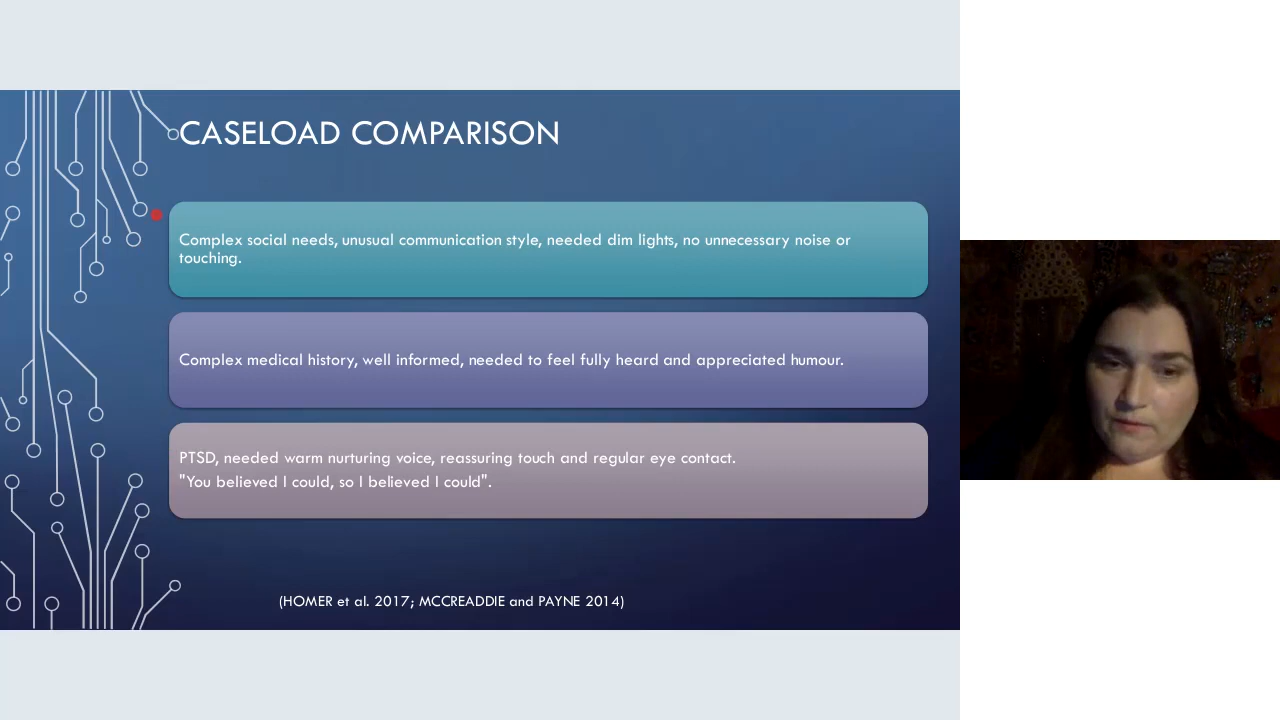 CASELOAD COMPARISON
Complex social needs, unusual communication style, needed dim lights, no unnecessary noise or
touching.
Complex medical history, well informed, needed to feel fully heard and appreciated humour.
PTSD, needed warm nurturing voice, reassuring touch and regular eye contact.
"You believed I could, so I believed I could".
(HOMER et al. 2017; MCCREADDIE and PAYNE 2014)